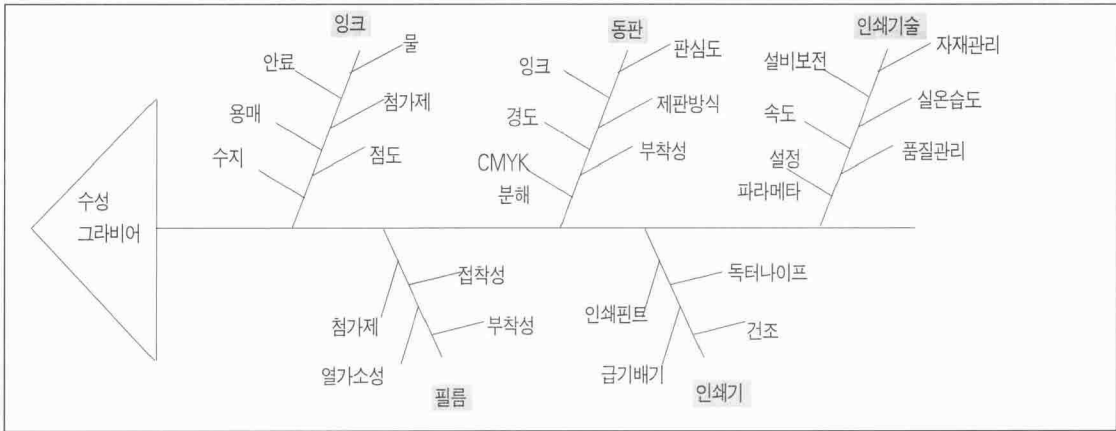 잉크
동판
인쇄기술
물
안료
첨가제
용매
수지
점도
잉크
판심도
경도
제판방식
CMYK
분해
부착성
설비보전
자재관리
속도
실온습도
설정
파라메타
품질관리
수성
그라비어
접착성
첨가제
부착성
열가소성
필름
독터나이프
인쇄핀트
건조
급기배기
인쇄기